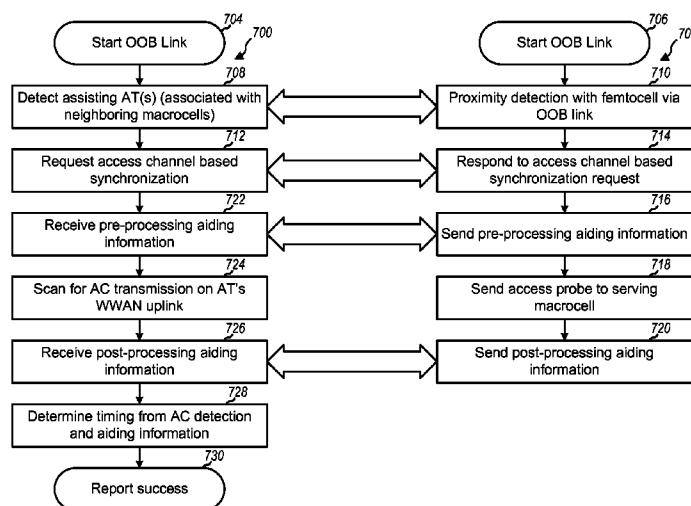 704
Start OOB Link
700
708
Detect assisting AT(s) (associated with
neighboring macrocells)
712
Request access channel based
synchronization
722
Receive pre-processing aiding
information
724
Scan for AC transmission on AT's
WWAN uplink
726
Receive post-processing aiding
information
728
Determine timing from AC detection
and aiding information
730
Report success
706
Start OOB Link
70
710
Proximity detection with femtocell via
OOB link
714
Respond to access channel based
synchronization request
716
Send pre-processing aiding information
718
Send access probe to serving
macrocell
720
Send post-processing aiding
information